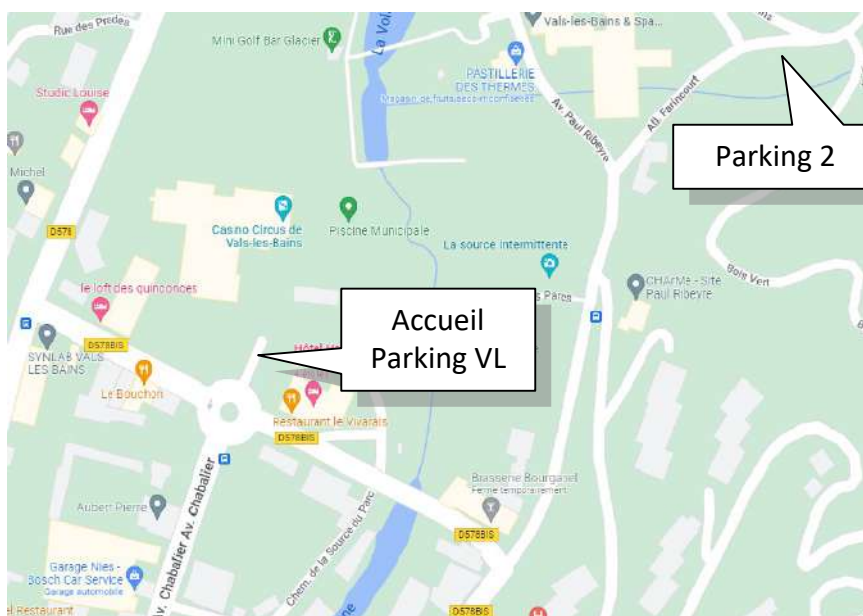 Rue des Prades
Mini Golf Bar Glacier
La Vol
Vals-les-Bains & Spa...
PASTILLERIE
DES THERMES
Magasin de fruits secs et confiseries
Studio Louise
Av. Paul Ribeyre
All. Farincourt
Parking 2
Michel
D578
Casino Circus de
Vals-les-Bains
Piscine Municipale
La source intermittente
Bois Vert
CHArMe - Site
Paul Ribeyre
le loft des quinconces
Accueil
Parking VL
D578BIS
SYNLAB VALS
LES BAINS
Le Bouchon
Restaurant le Vivarais
D578BIS
Av. Chabalier
Av. Chabalier
Brasserie Bourganel
Fermé temporairement
Aubert Pierre
Chem. de la Source du Parc
D578BIS
Garage Nies -
Bosch Car Service
Garage automobile
el Restaurant
D578BIS